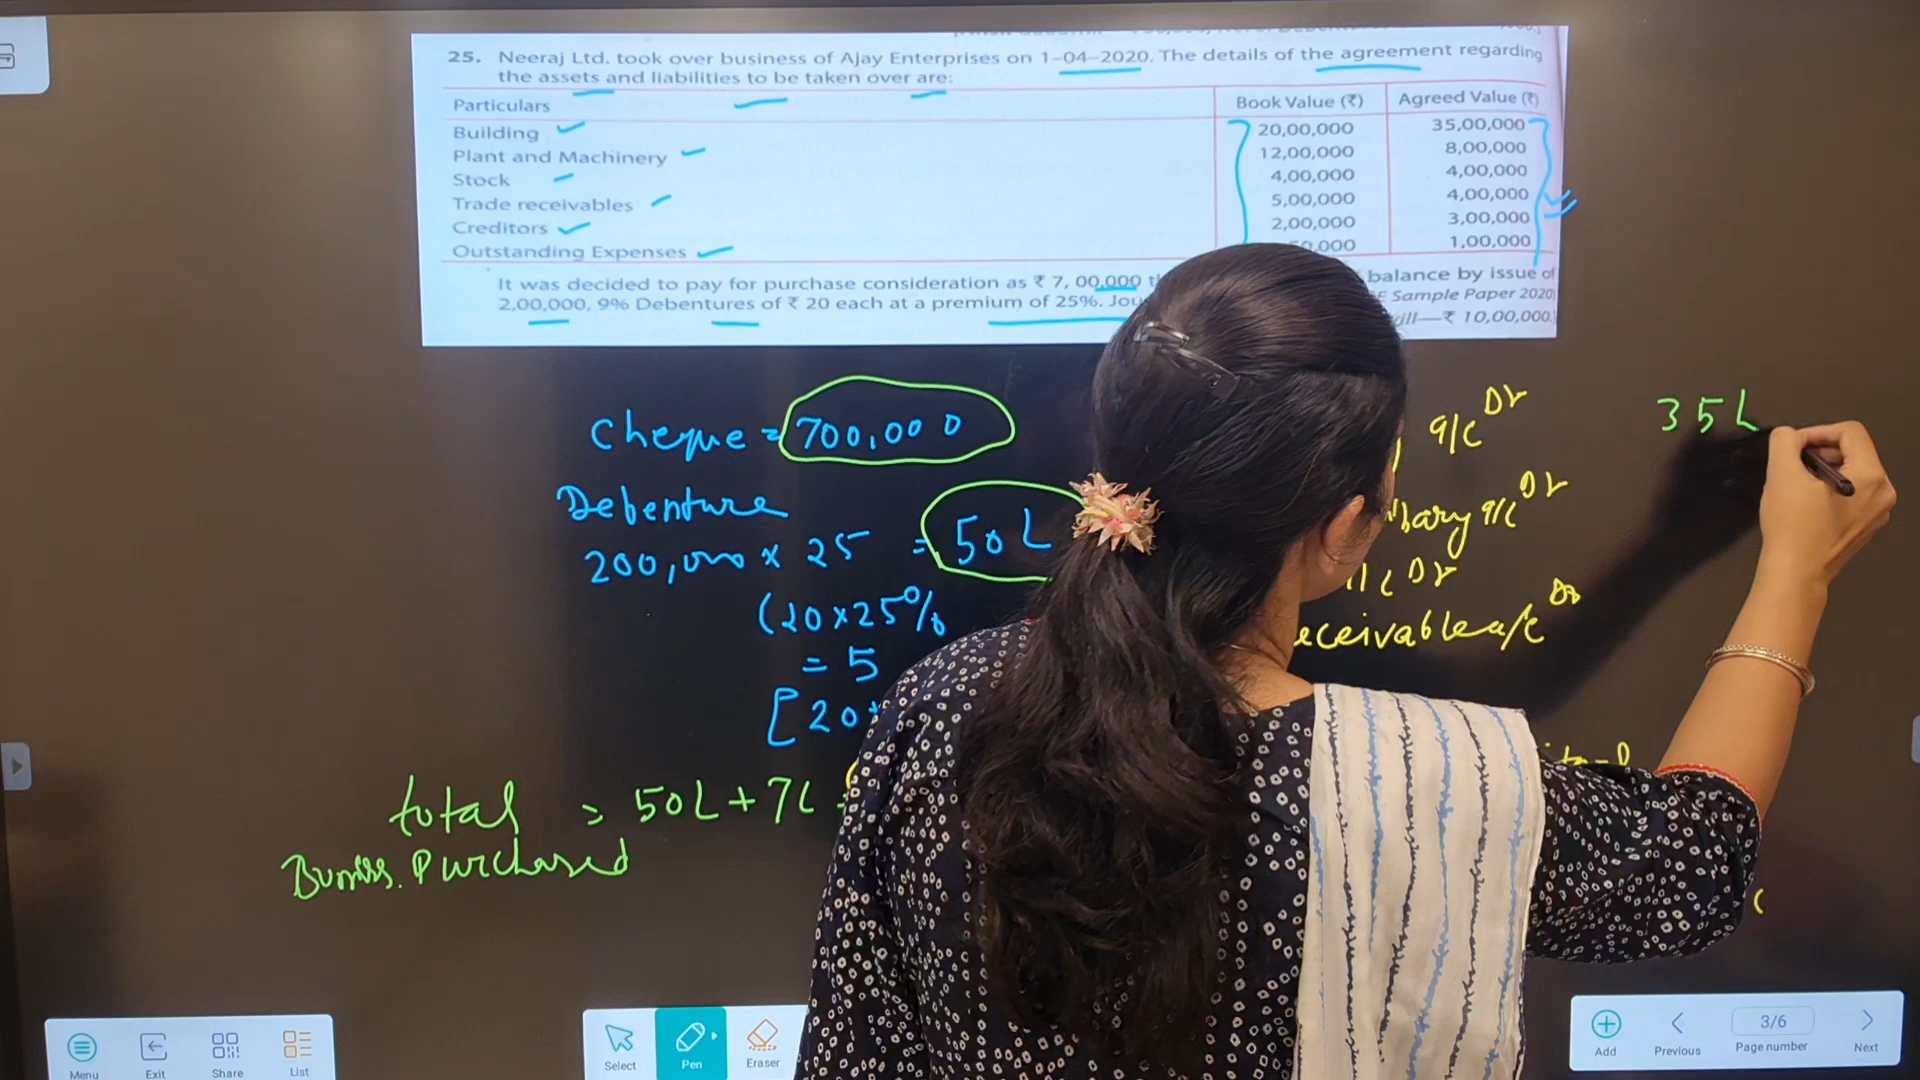 25. Neeraj Ltd. took over business of Ajay Enterprises on 1–04–2020. The details of the agreement regarding
the assets and liabilities to be taken over are:
Particulars Book Value (₹) Agreed Value (₹)
Building 20,00,000 35,00,000
Plant and Machinery 12,00,000 8,00,000
Stock 4,00,000 4,00,000
Trade receivables 5,00,000 4,00,000
Creditors 2,00,000 3,00,000
Outstanding Expenses 1,00,000
It was decided to pay for purchase consideration as ₹ 7, 00,000 balance by issue of
2,00,000, 9% Debentures of ₹ 20 each at a premium of 25%. Sample Paper 2020
₹ 10,00,000.]
Cheque = 700,000
Debenture
200,000 x 25 = 50L
(20x25%
= 5
[20+
total = 50L+7L
Purchased
a/c Dr
a/c Dr
Dr
a/c Dr
35L
Menu
Exit
Share
List
Select
Pen
Eraser
Add
Previous
3/6
Page number
Next